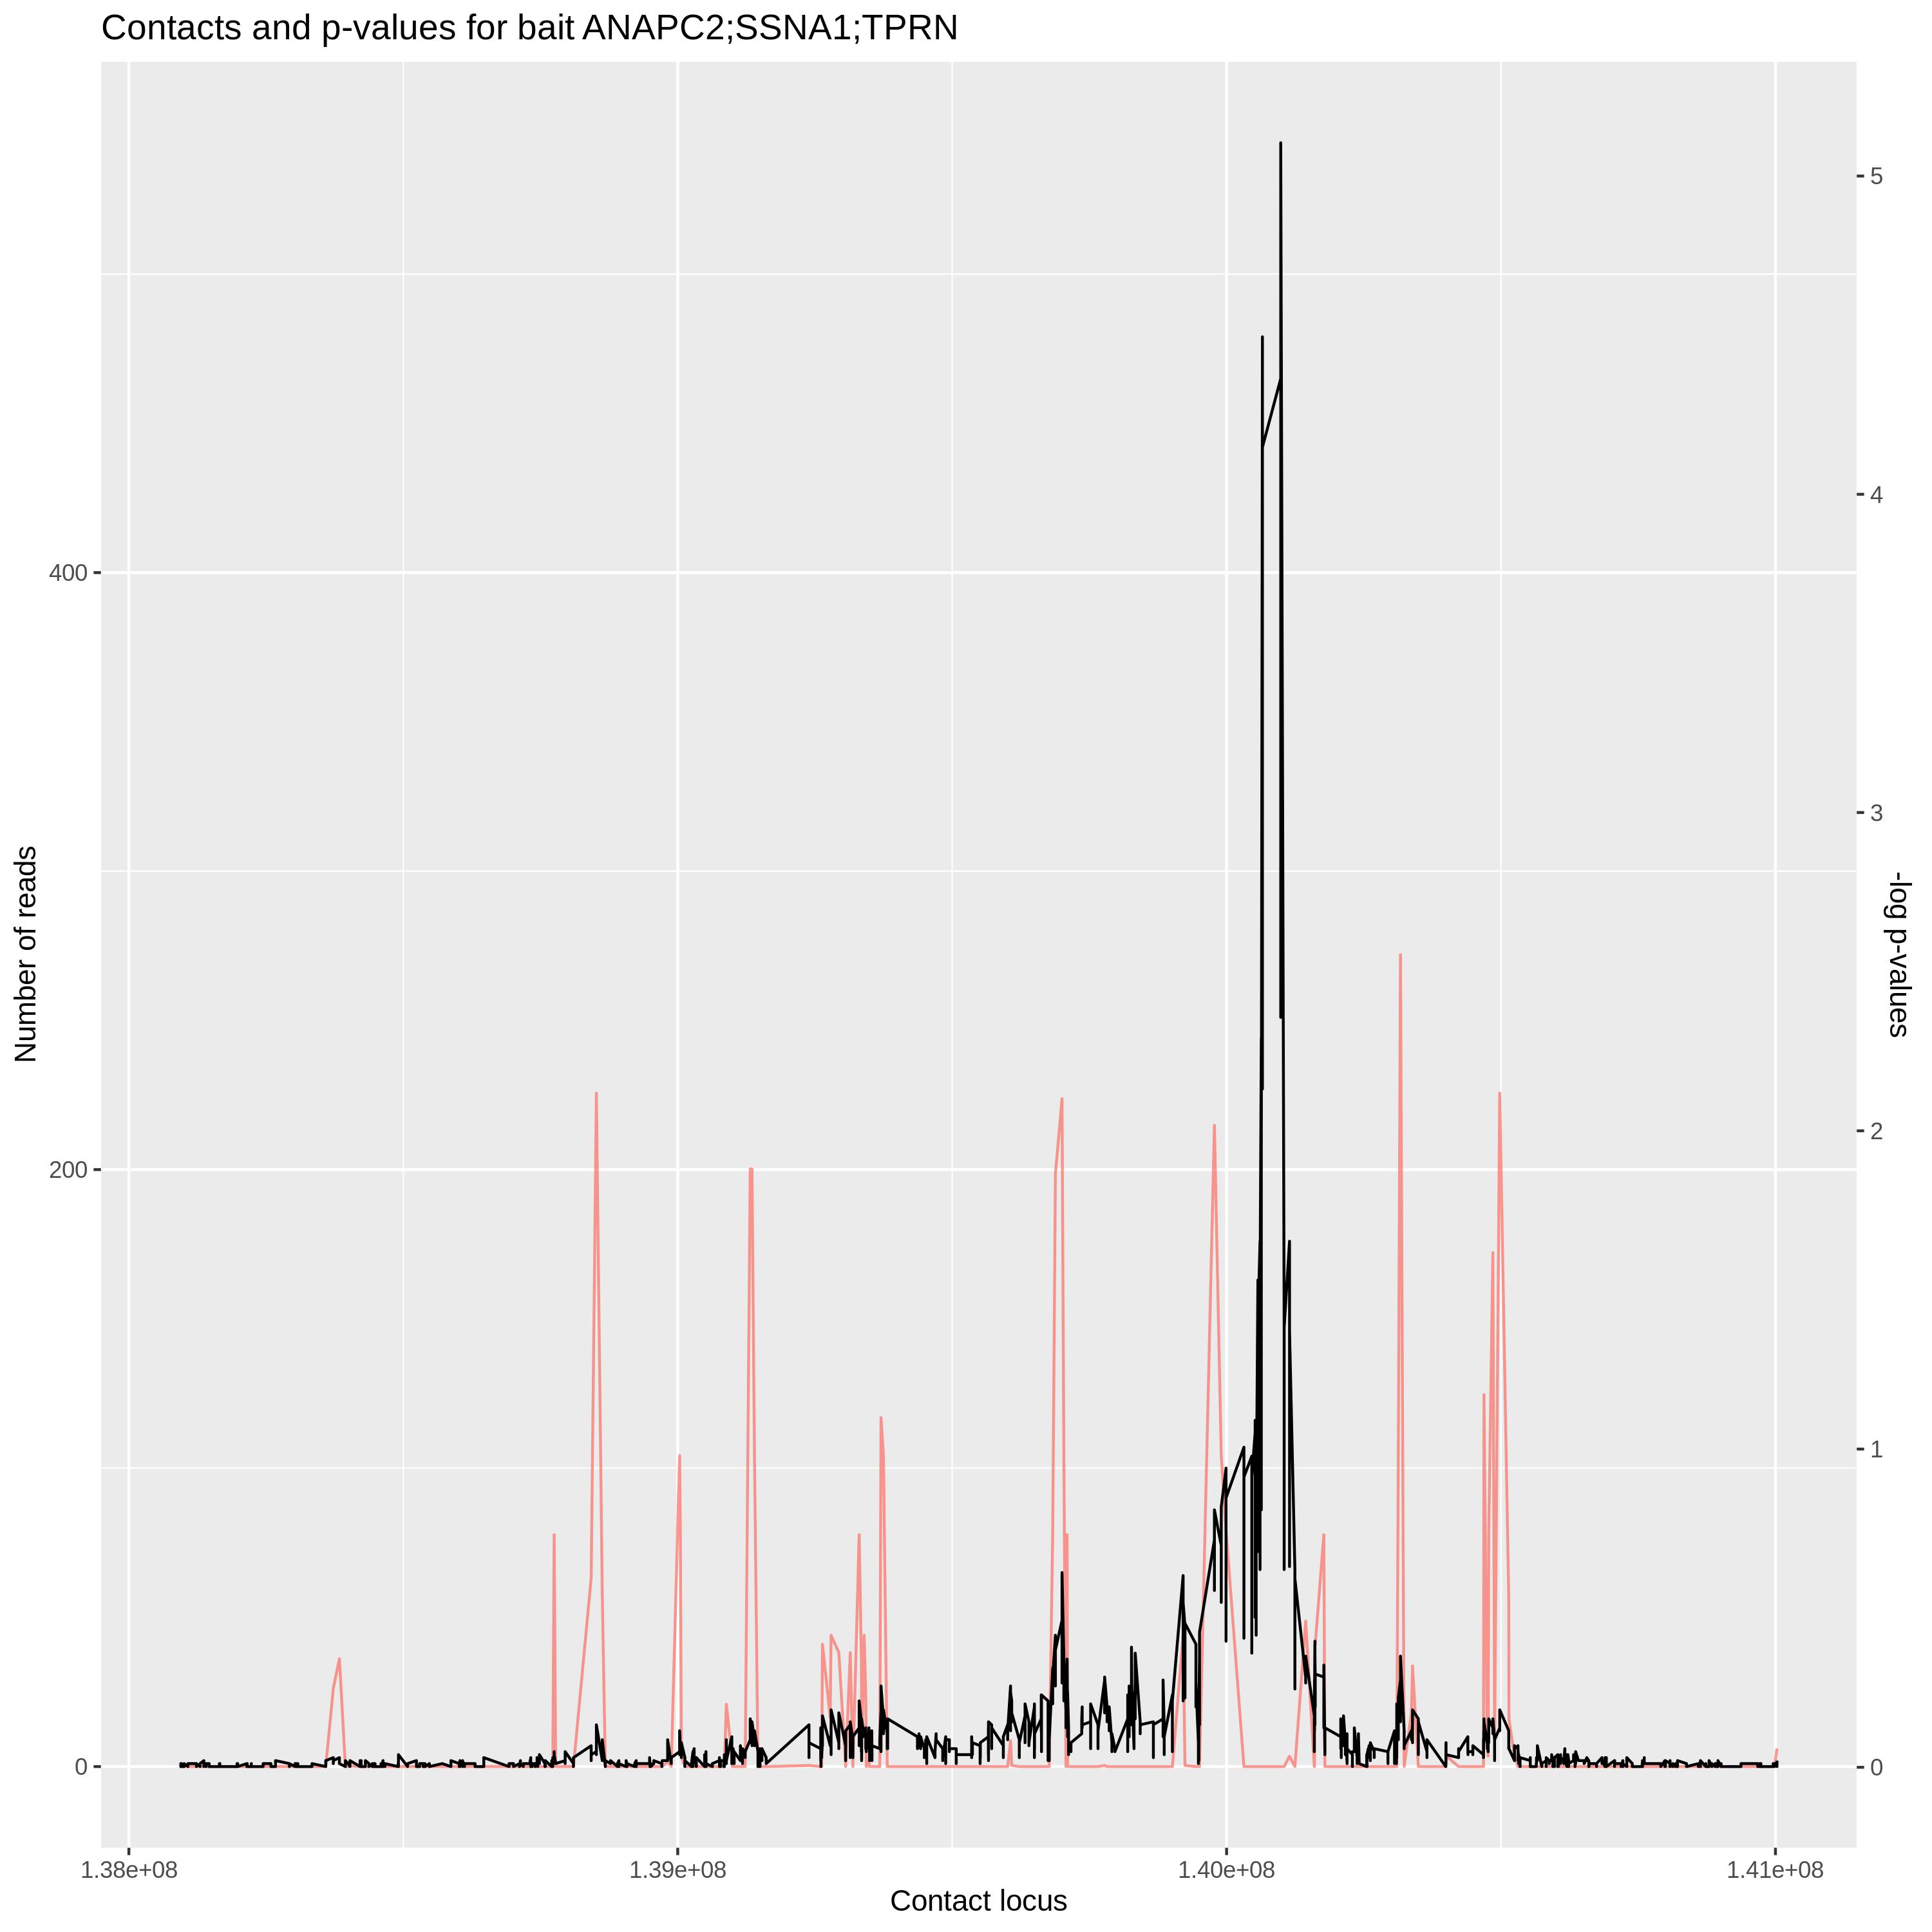 Contacts and p-values for bait ANAPC2;SSNA1;TPRN
Number of reads
400
200
0
5
4
3
2
1
0
-log p-values
1.38e+08
1.39e+08
1.40e+08
1.41e+08
Contact locus